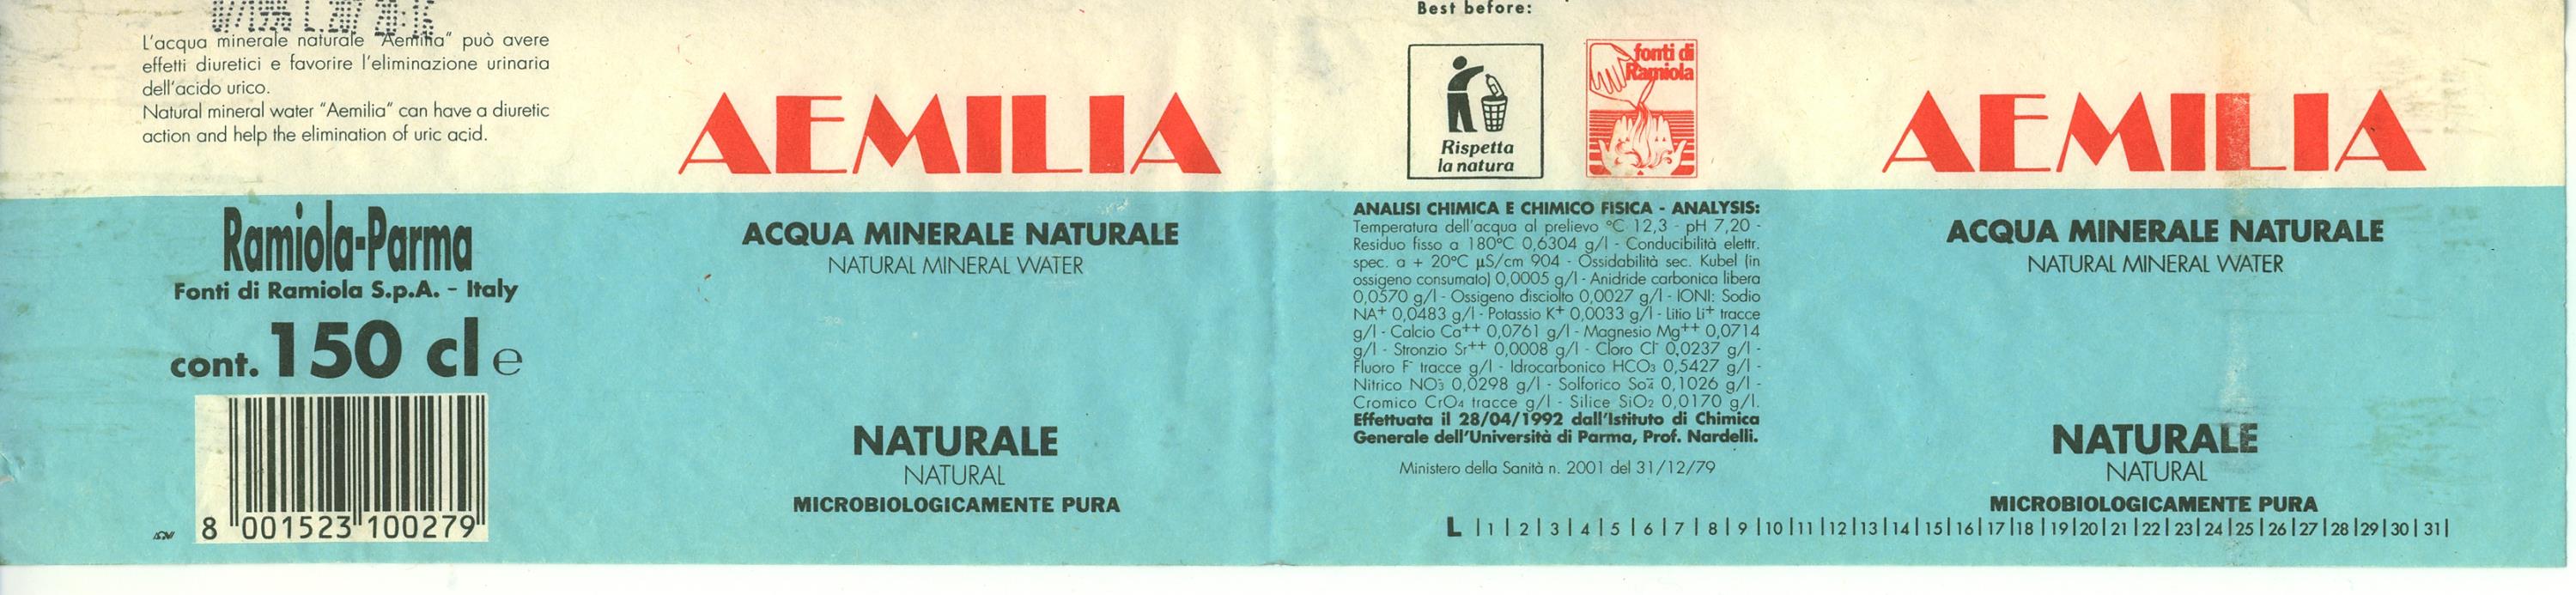 07/1996 L.207 20:16
L'acqua minerale naturale "Aemilia" può avere
effetti diuretici e favorire l'eliminazione urinaria
dell'acido urico.
Natural mineral water "Aemilia" can have a diuretic
action and help the elimination of uric acid.
Ramiola-Parma
Fonti di Ramiola S.p.A. - Italy
cont. 150 cl e
8 001523 100279
AEMILIA
ACQUA MINERALE NATURALE
NATURAL MINERAL WATER
NATURALE
NATURAL
MICROBIOLOGICAMENTE PURA
Best before:
Rispetta
la natura
fonti di
Ramiola
ANALISI CHIMICA E CHIMICO FISICA - ANALYSIS:
Temperatura dell'acqua al prelievo °C 12,3 - pH 7,20 -
Residuo fisso a 180°C 0,6304 g/l - Conducibilità elettr.
spec. a + 20°C µS/cm 904 - Ossidabilità sec. Kubel (in
ossigeno consumato) 0,0005 g/l - Anidride carbonica libera
0,0570 g/l - Ossigeno disciolto 0,0027 g/l - IONI: Sodio
NA⁺ 0,0483 g/l - Potassio K⁺ 0,0033 g/l - Litio Li⁺ tracce
g/l - Calcio Ca⁺⁺ 0,0761 g/l - Magnesio Mg⁺⁺ 0,0714
g/l - Stronzio Sr⁺⁺ 0,0008 g/l - Cloro Cl⁻ 0,0237 g/l -
Fluoro F⁻ tracce g/l - Idrocarbonico HCO₃ 0,5427 g/l -
Nitrico NO₃⁻ 0,0298 g/l - Solforico So₄⁼ 0,1026 g/l -
Cromico CrO₄ tracce g/l - Silice SiO₂ 0,0170 g/l.
Effettuata il 28/04/1992 dall'Istituto di Chimica
Generale dell'Università di Parma, Prof. Nardelli.
Ministero della Sanità n. 2001 del 31/12/79
AEMILIA
ACQUA MINERALE NATURALE
NATURAL MINERAL WATER
NATURALE
NATURAL
MICROBIOLOGICAMENTE PURA
L |1|2|3|4|5|6|7|8|9|10|11|12|13|14|15|16|17|18|19|20|21|22|23|24|25|26|27|28|29|30|31|